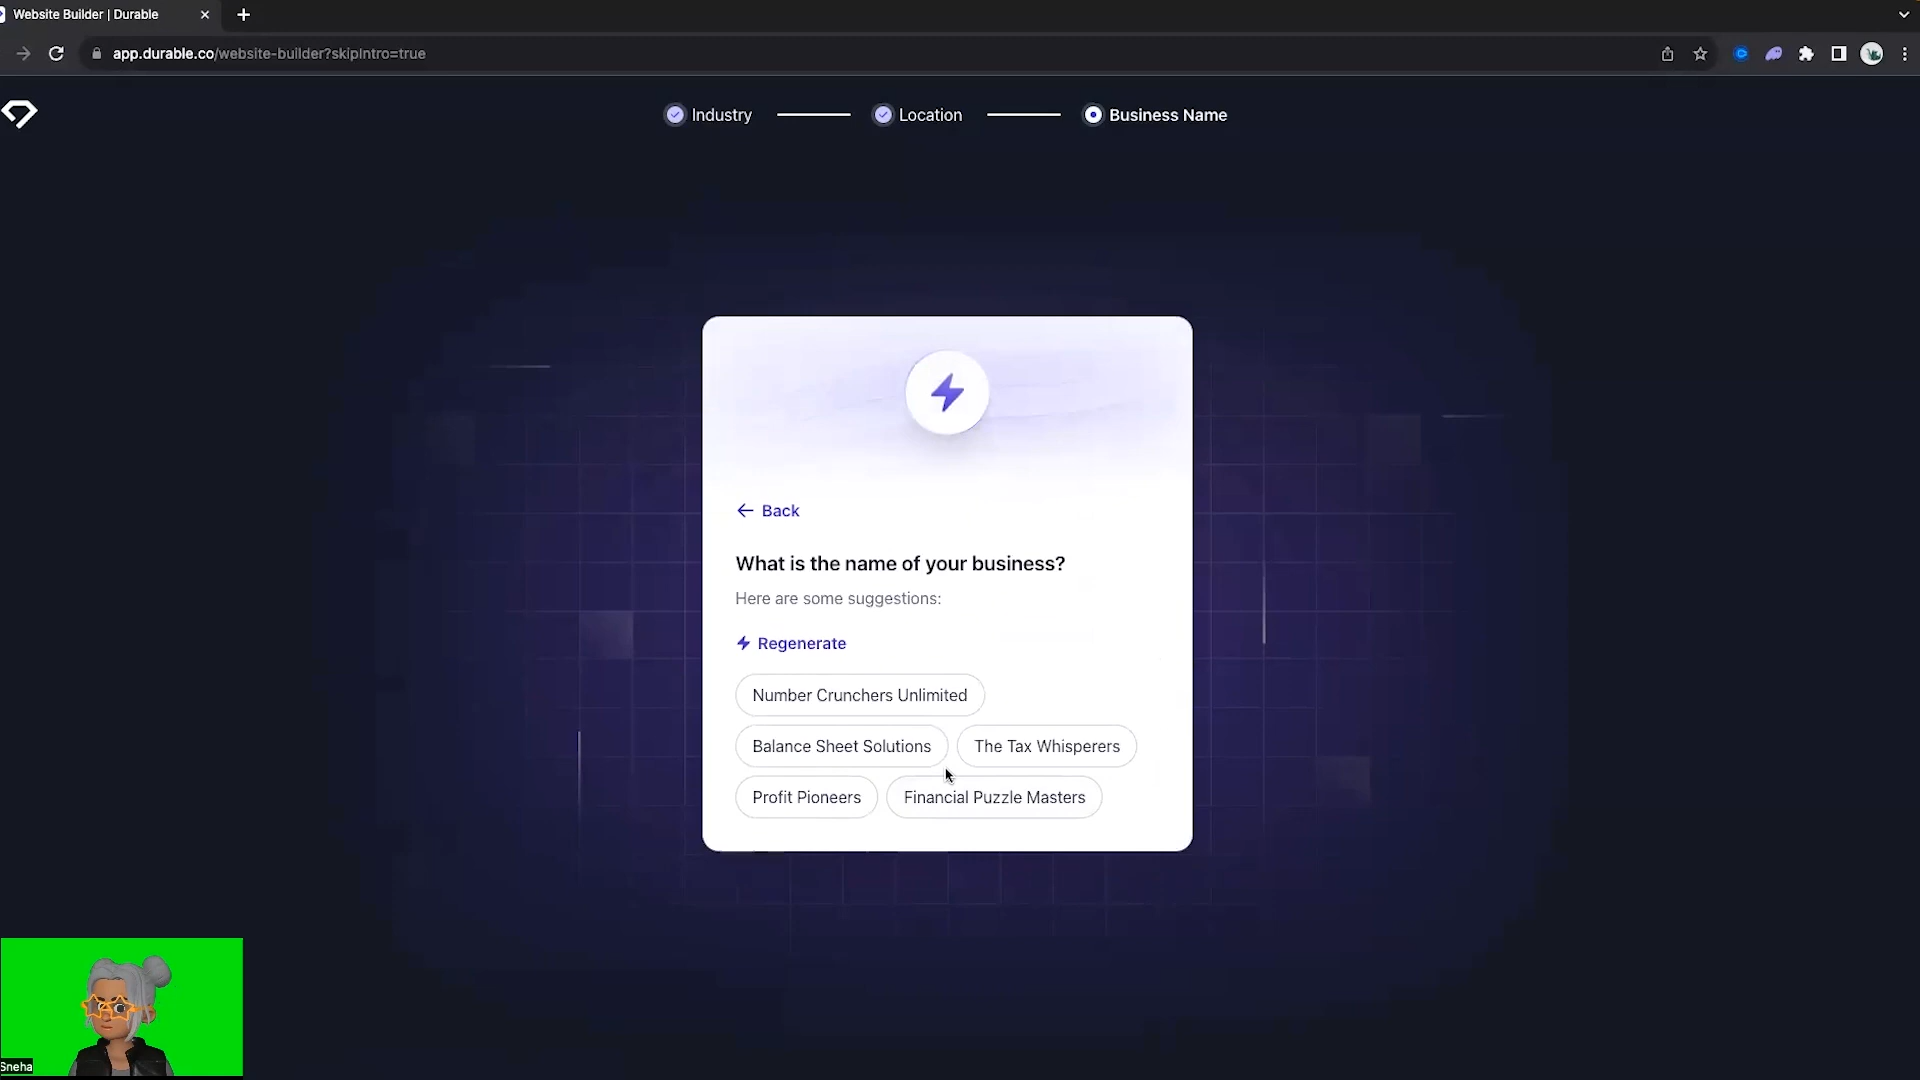 Website Builder | Durable
app.durable.co/website-builder?skipIntro=true
Industry
Location
Business Name
Back
What is the name of your business?
Here are some suggestions:
Regenerate
Number Crunchers Unlimited
Balance Sheet Solutions
The Tax Whisperers
Profit Pioneers
Financial Puzzle Masters
Sneha